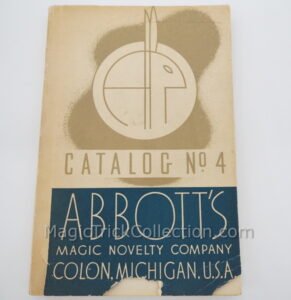 CATALOG Nº 4
ABBOTT'S
MagicTrickCollection.com
MAGIC NOVELTY COMPANY
COLON, MICHIGAN, U.S.A.